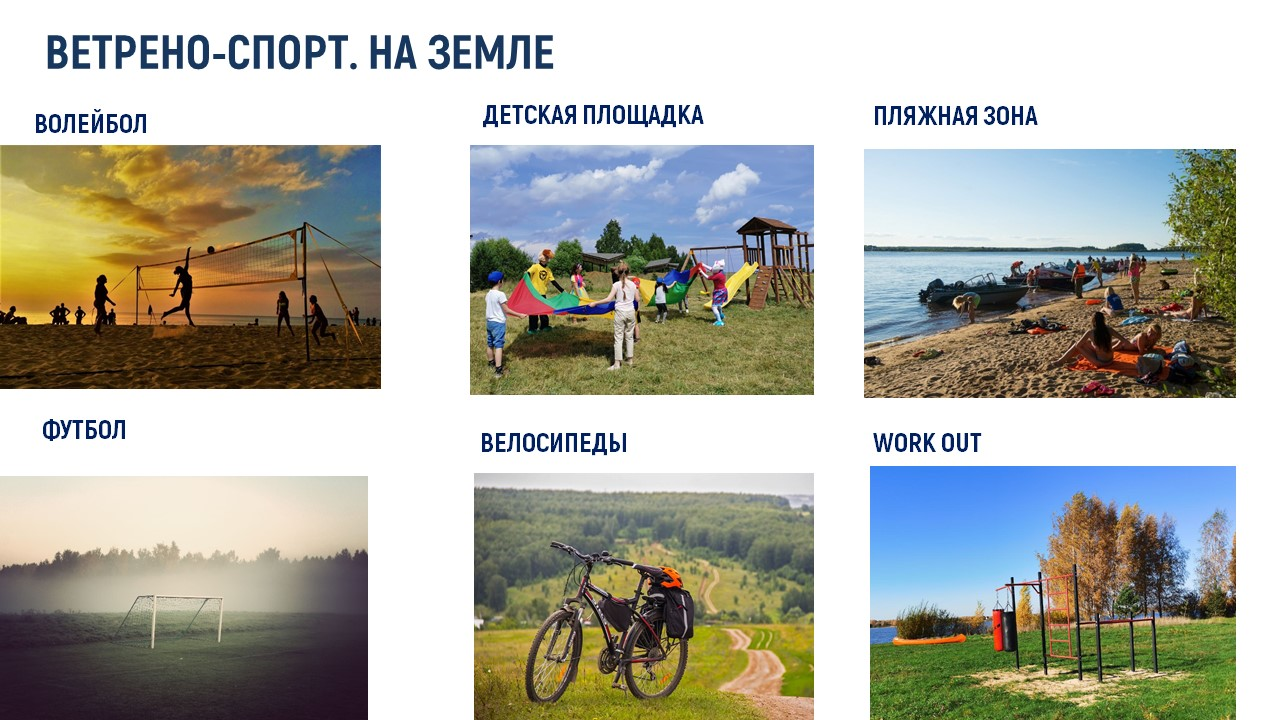 ВЕТРЕНО-СПОРТ. НА ЗЕМЛЕ
ВОЛЕЙБОЛ
ДЕТСКАЯ ПЛОЩАДКА
ПЛЯЖНАЯ ЗОНА
ФУТБОЛ
ВЕЛОСИПЕДЫ
WORK OUT